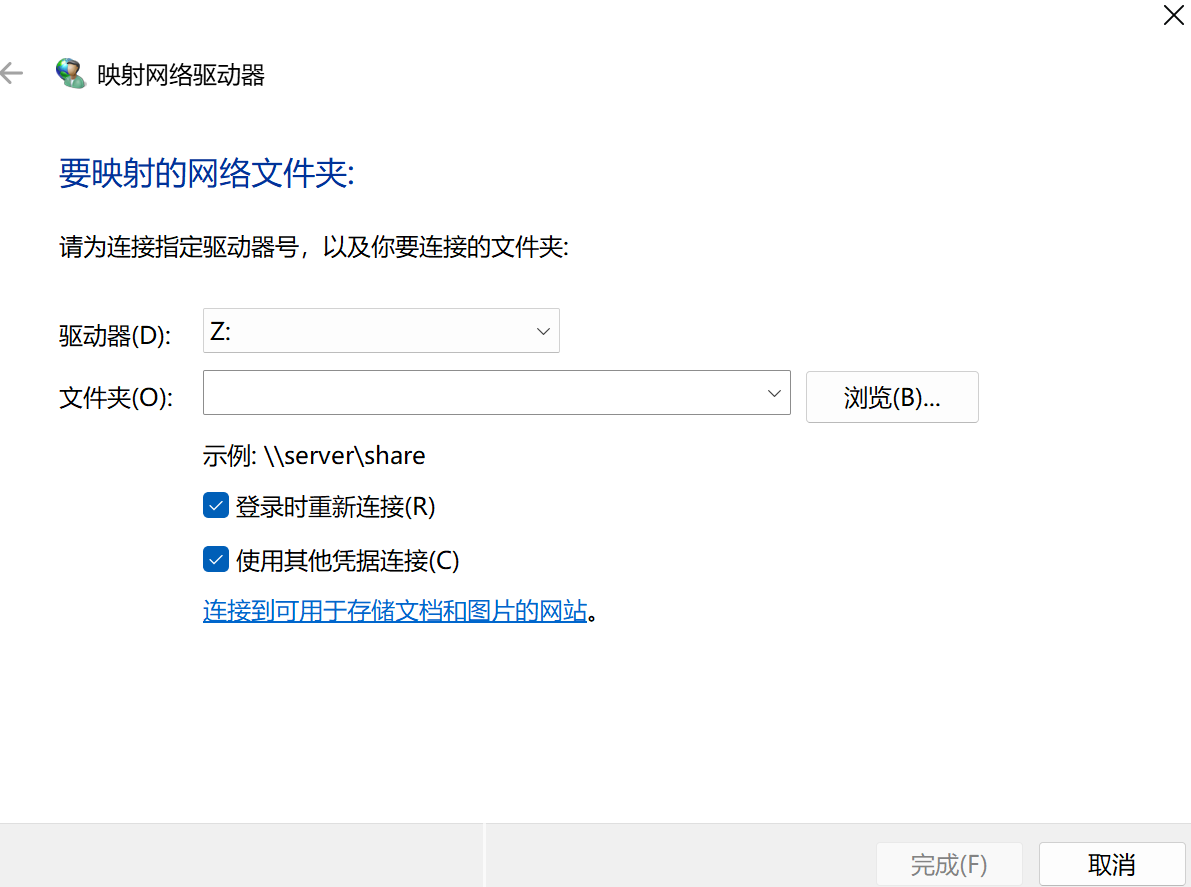 映射网络驱动器
要映射的网络文件夹:
请为连接指定驱动器号，以及你要连接的文件夹:
驱动器(D): Z:
文件夹(O): 浏览(B)...
示例: \\server\share
登录时重新连接(R)
使用其他凭据连接(C)
连接到可用于存储文档和图片的网站。
完成(F) 取消